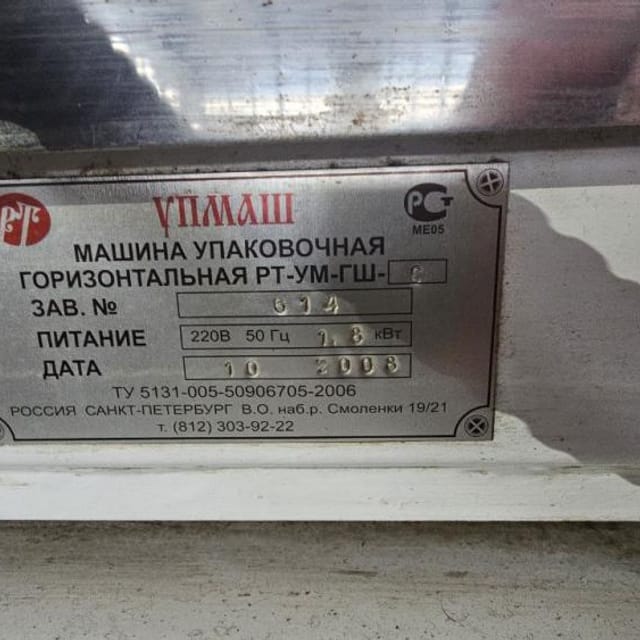 РТ УПМАШ РСТ
МЕ05
МАШИНА УПАКОВОЧНАЯ
ГОРИЗОНТАЛЬНАЯ РТ-УМ-ГШ-
ЗАВ. № 614
ПИТАНИЕ 220В 50 Гц 1.8 кВт
ДАТА 10 2008
ТУ 5131-005-50906705-2006
РОССИЯ САНКТ-ПЕТЕРБУРГ В.О. наб.р. Смоленки 19/21
т. (812) 303-92-22